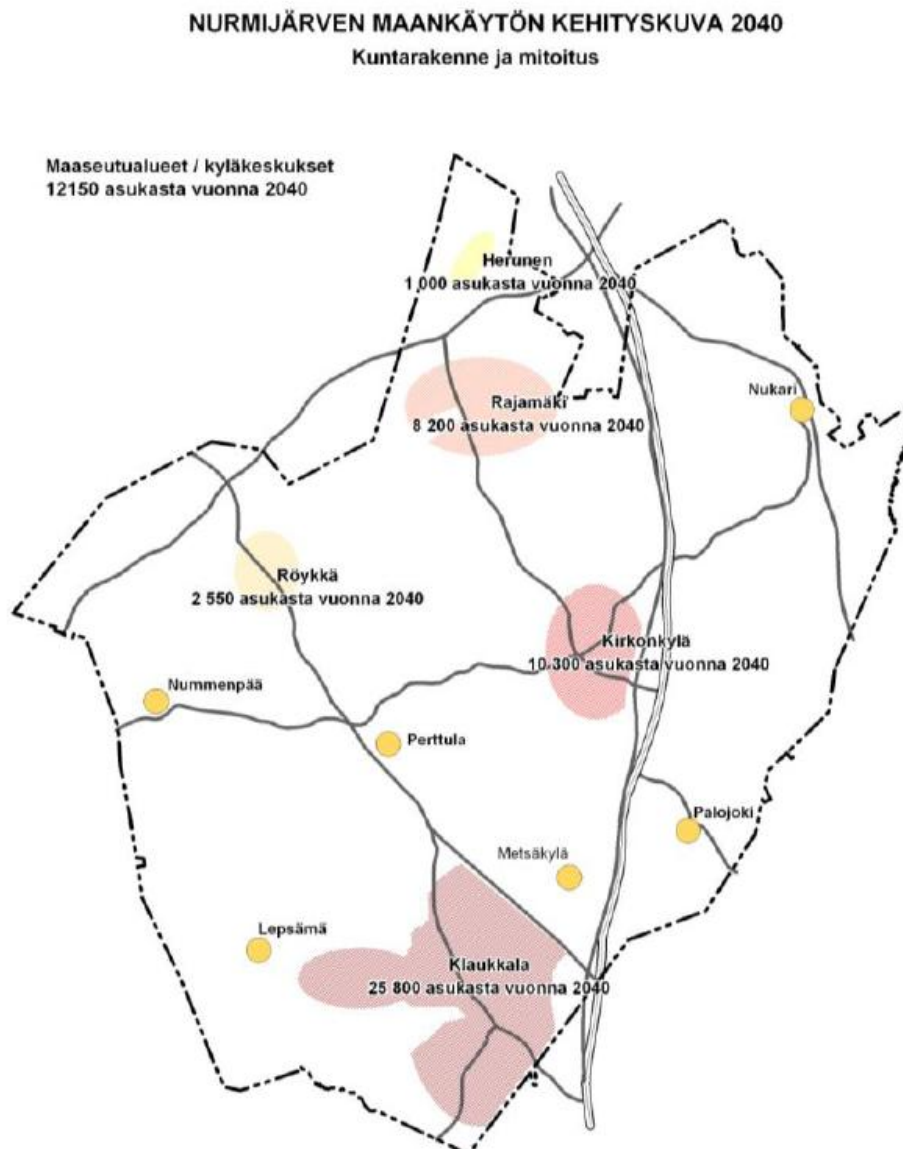 NURMIJÄRVEN MAANKÄYTÖN KEHITYSKUVA 2040
Kuntarakenne ja mitoitus
Maaseutualueet / kyläkeskukset
12150 asukasta vuonna 2040
Herunen
1 000 asukasta vuonna 2040
Rajamäki
8 200 asukasta vuonna 2040
Nukari
Röykkä
2 550 asukasta vuonna 2040
Kirkonkylä
10 300 asukasta vuonna 2040
Nummenpää
Perttula
Palojoki
Metsäkylä
Lepsämä
Klaukkala
25 800 asukasta vuonna 2040